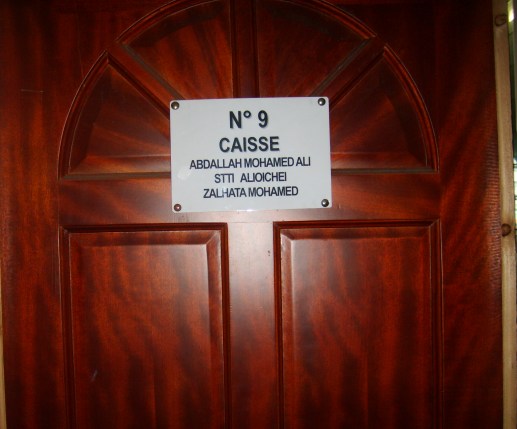 N° 9
CAISSE
ABDALLAH MOHAMED ALI
STTI ALIOICHEI
ZALHATA MOHAMED